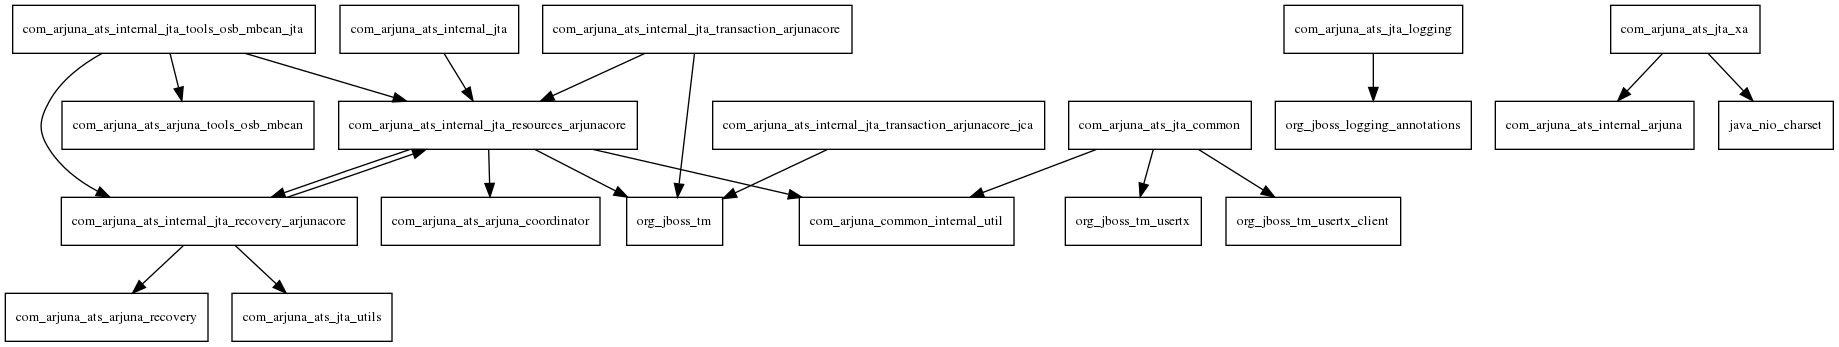 com_arjuna_ats_internal_jta_tools_osb_mbean_jta
com_arjuna_ats_internal_jta
com_arjuna_ats_internal_jta_transaction_arjunacore
com_arjuna_ats_jta_logging
com_arjuna_ats_jta_xa
com_arjuna_ats_arjuna_tools_osb_mbean
com_arjuna_ats_internal_jta_resources_arjunacore
com_arjuna_ats_internal_jta_transaction_arjunacore_jca
com_arjuna_ats_jta_common
org_jboss_logging_annotations
com_arjuna_ats_internal_arjuna
java_nio_charset
com_arjuna_ats_internal_jta_recovery_arjunacore
com_arjuna_ats_arjuna_coordinator
org_jboss_tm
com_arjuna_common_internal_util
org_jboss_tm_usertx
org_jboss_tm_usertx_client
com_arjuna_ats_arjuna_recovery
com_arjuna_ats_jta_utils